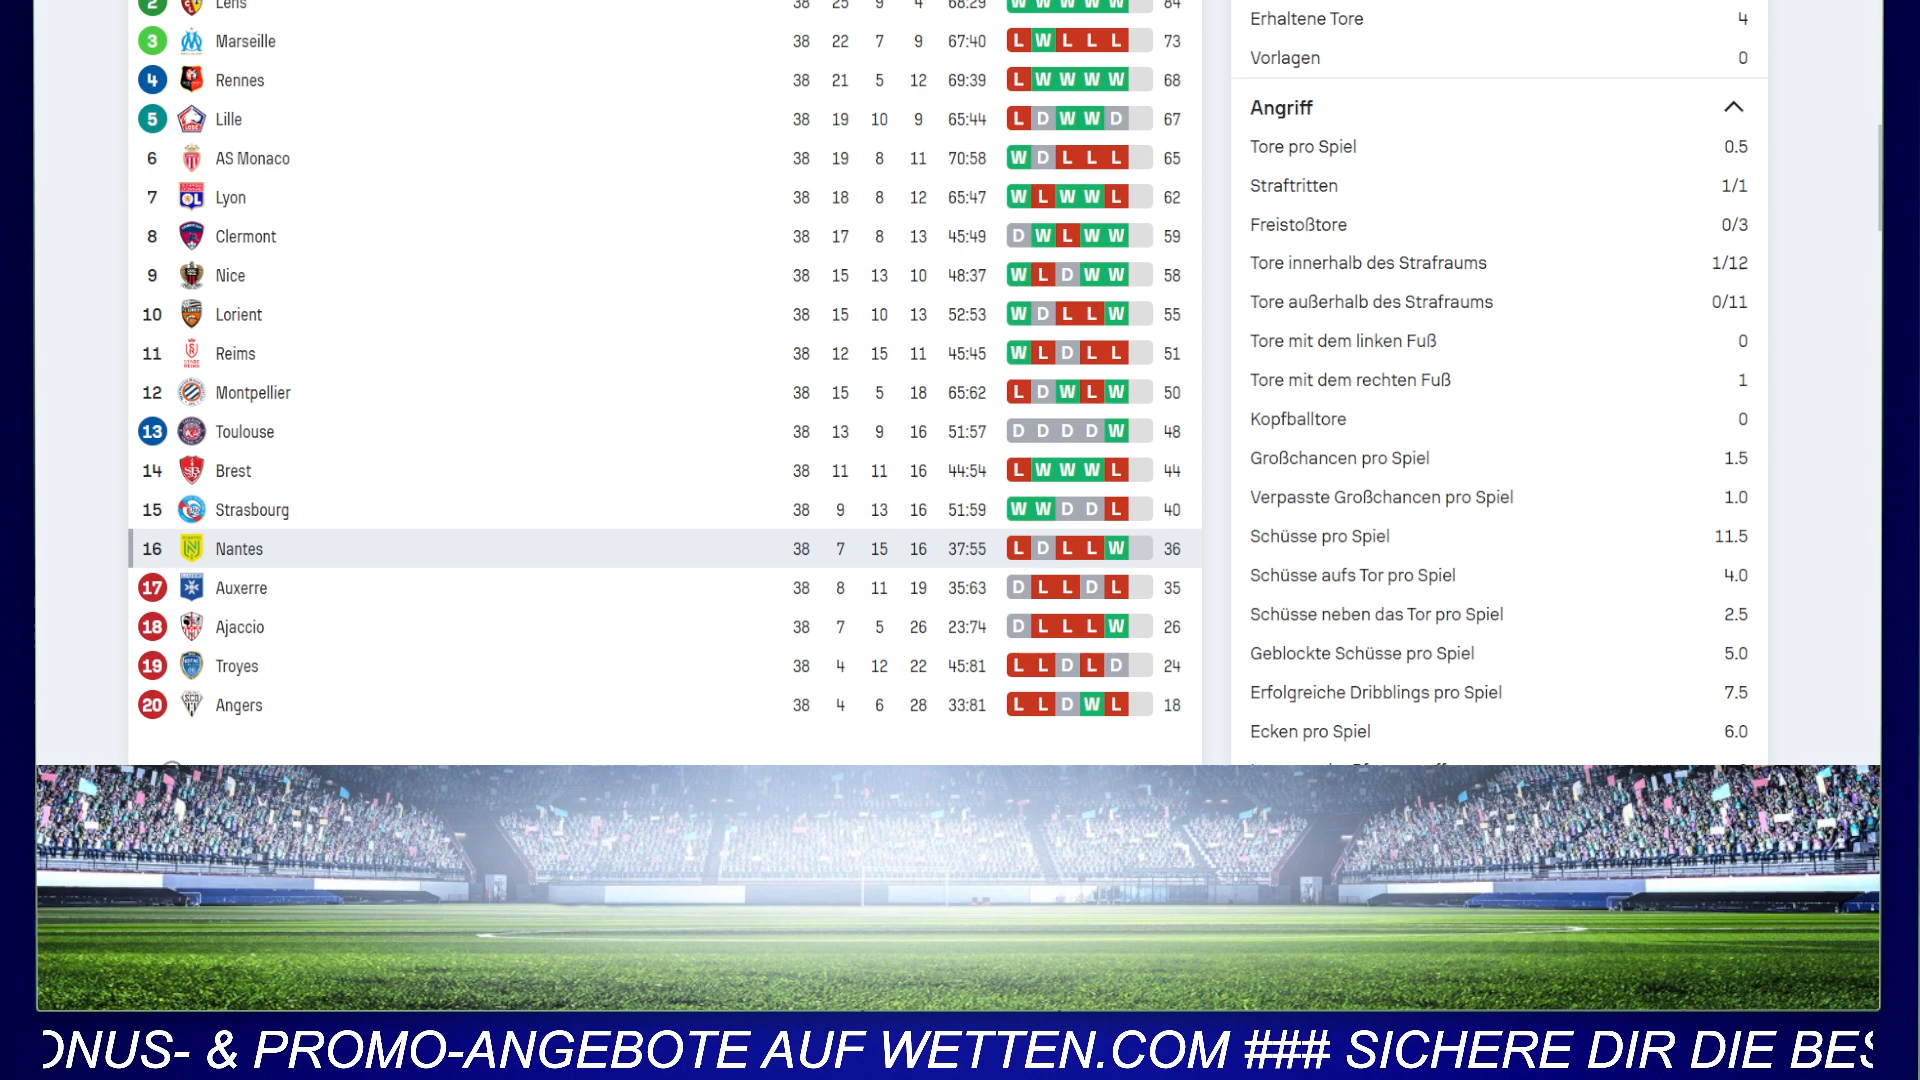 2 Lens 38 25 9 4 68:29 W W W W W 84
3 Marseille 38 22 7 9 67:40 L W L L L 73
4 Rennes 38 21 5 12 69:39 L W W W W 68
5 Lille 38 19 10 9 65:44 L D W W D 67
6 AS Monaco 38 19 8 11 70:58 W D L L L 65
7 Lyon 38 18 8 12 65:47 W L W W L 62
8 Clermont 38 17 8 13 45:49 D W L W W 59
9 Nice 38 15 13 10 48:37 W L D W W 58
10 Lorient 38 15 10 13 52:53 W D L L W 55
11 Reims 38 12 15 11 45:45 W L D L L 51
12 Montpellier 38 15 5 18 65:62 L D W L W 50
13 Toulouse 38 13 9 16 51:57 D D D D W 48
14 Brest 38 11 11 16 44:54 L W W W L 44
15 Strasbourg 38 9 13 16 51:59 W W D D L 40
16 Nantes 38 7 15 16 37:55 L D L L W 36
17 Auxerre 38 8 11 19 35:63 D L L D L 35
18 Ajaccio 38 7 5 26 23:74 D L L L W 26
19 Troyes 38 4 12 22 45:81 L L D L D 24
20 Angers 38 4 6 28 33:81 L L D W L 18
Erhaltene Tore 4
Vorlagen 0
Angriff
Tore pro Spiel 0.5
Straftritten 1/1
Freistoßtore 0/3
Tore innerhalb des Strafraums 1/12
Tore außerhalb des Strafraums 0/11
Tore mit dem linken Fuß 0
Tore mit dem rechten Fuß 1
Kopfballtore 0
Großchancen pro Spiel 1.5
Verpasste Großchancen pro Spiel 1.0
Schüsse pro Spiel 11.5
Schüsse aufs Tor pro Spiel 4.0
Schüsse neben das Tor pro Spiel 2.5
Geblockte Schüsse pro Spiel 5.0
Erfolgreiche Dribblings pro Spiel 7.5
Ecken pro Spiel 6.0
ONUS- & PROMO-ANGEBOTE AUF WETTEN.COM ### SICHERE DIR DIE BES